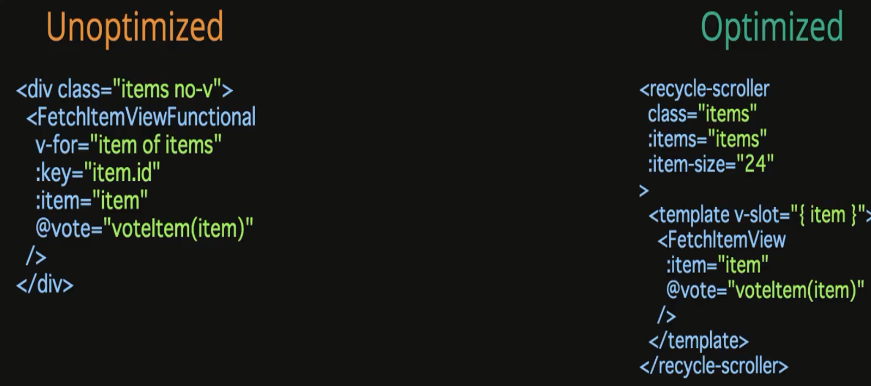 Unoptimized
<div class="items no-v">
<FetchItemViewFunctional
v-for="item of items"
:key="item.id"
:item="item"
@vote="voteItem(item)"
/>
</div>
Optimized
<recycle-scroller
class="items"
:items="items"
:item-size="24"
>
<template v-slot="{ item }">
<FetchItemView
:item="item"
@vote="voteItem(item)"
/>
</template>
</recycle-scroller>